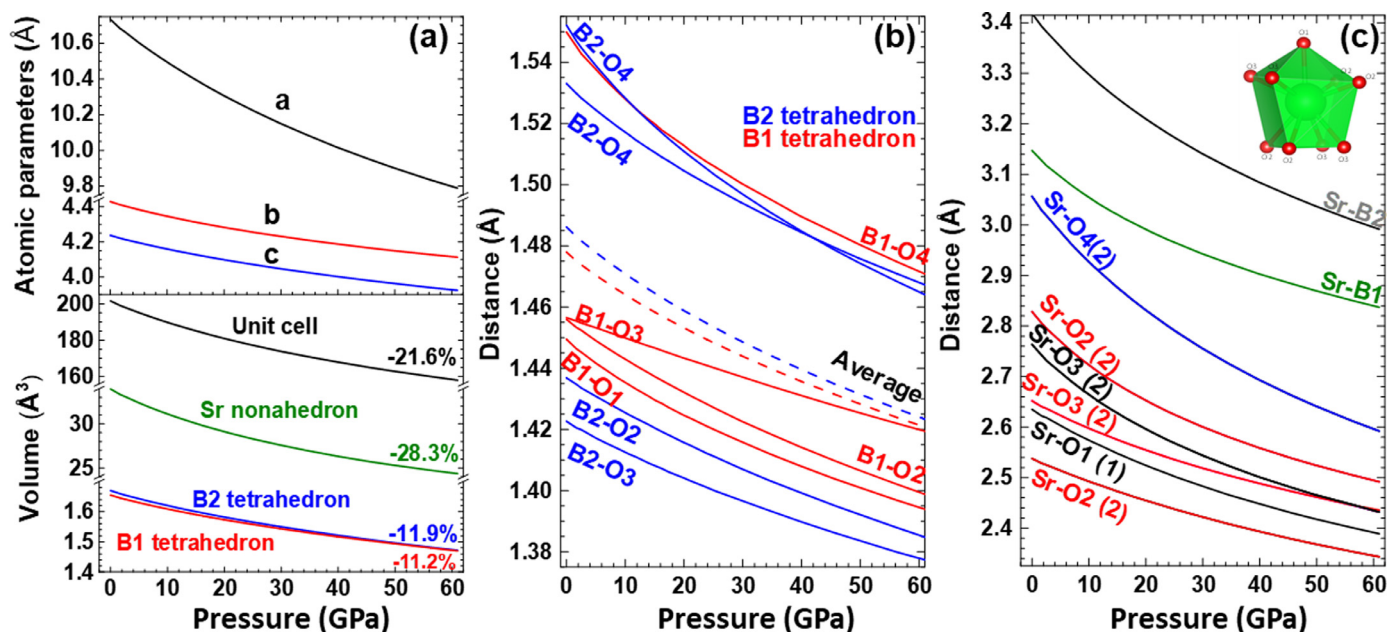 (a)
Atomic parameters (Å)
10.6
10.4
10.2
10.0
9.8
4.4
4.2
4.0
a
b
c
Volume (Å³)
200
180
160
30
25
1.6
1.5
1.4
Unit cell
-21.6%
Sr nonahedron
-28.3%
B2 tetrahedron
-11.9%
B1 tetrahedron
-11.2%
0 10 20 30 40 50 60
Pressure (GPa)
(b)
Distance (Å)
1.54
1.52
1.50
1.48
1.46
1.44
1.42
1.40
1.38
B2-O4
B2-O4
B2 tetrahedron
B1 tetrahedron
B1-O4
B1-O3
Average
B1-O1
B2-O2
B1-O2
B2-O3
0 10 20 30 40 50 60
Pressure (GPa)
(c)
Distance (Å)
3.4
3.3
3.2
3.1
3.0
2.9
2.8
2.7
2.6
2.5
2.4
O1
O3
O2
O2
O2
O2
O3
O3
Sr-B2
Sr-O4(2)
Sr-B1
Sr-O2 (2)
Sr-O3 (2)
Sr-O3 (2)
Sr-O1 (1)
Sr-O2 (2)
0 10 20 30 40 50 60
Pressure (GPa)